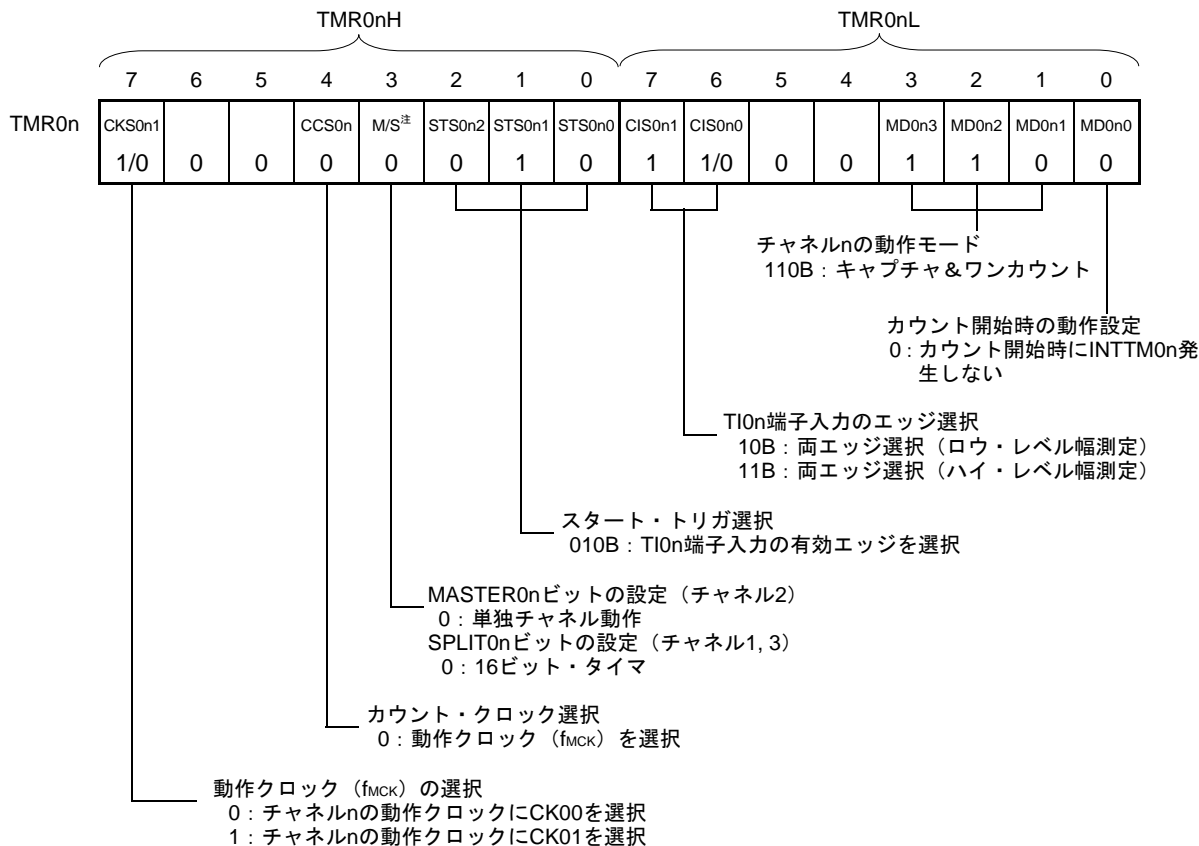 TMR0nH TMR0nL
7 6 5 4 3 2 1 0 7 6 5 4 3 2 1 0
TMR0n CKS0n1 CCS0n M/S注 STS0n2 STS0n1 STS0n0 CIS0n1 CIS0n0 MD0n3 MD0n2 MD0n1 MD0n0
1/0 0 0 0 0 0 1 0 1 1/0 0 0 1 1 0 0
チャネルnの動作モード
110B：キャプチャ＆ワンカウント
カウント開始時の動作設定
0：カウント開始時にINTTM0n発
生しない
TI0n端子入力のエッジ選択
10B：両エッジ選択（ロウ・レベル幅測定）
11B：両エッジ選択（ハイ・レベル幅測定）
スタート・トリガ選択
010B：TI0n端子入力の有効エッジを選択
MASTER0nビットの設定（チャネル2）
0：単独チャネル動作
SPLIT0nビットの設定（チャネル1, 3）
0：16ビット・タイマ
カウント・クロック選択
0：動作クロック（fMCK）を選択
動作クロック（fMCK）の選択
0：チャネルnの動作クロックにCK00を選択
1：チャネルnの動作クロックにCK01を選択